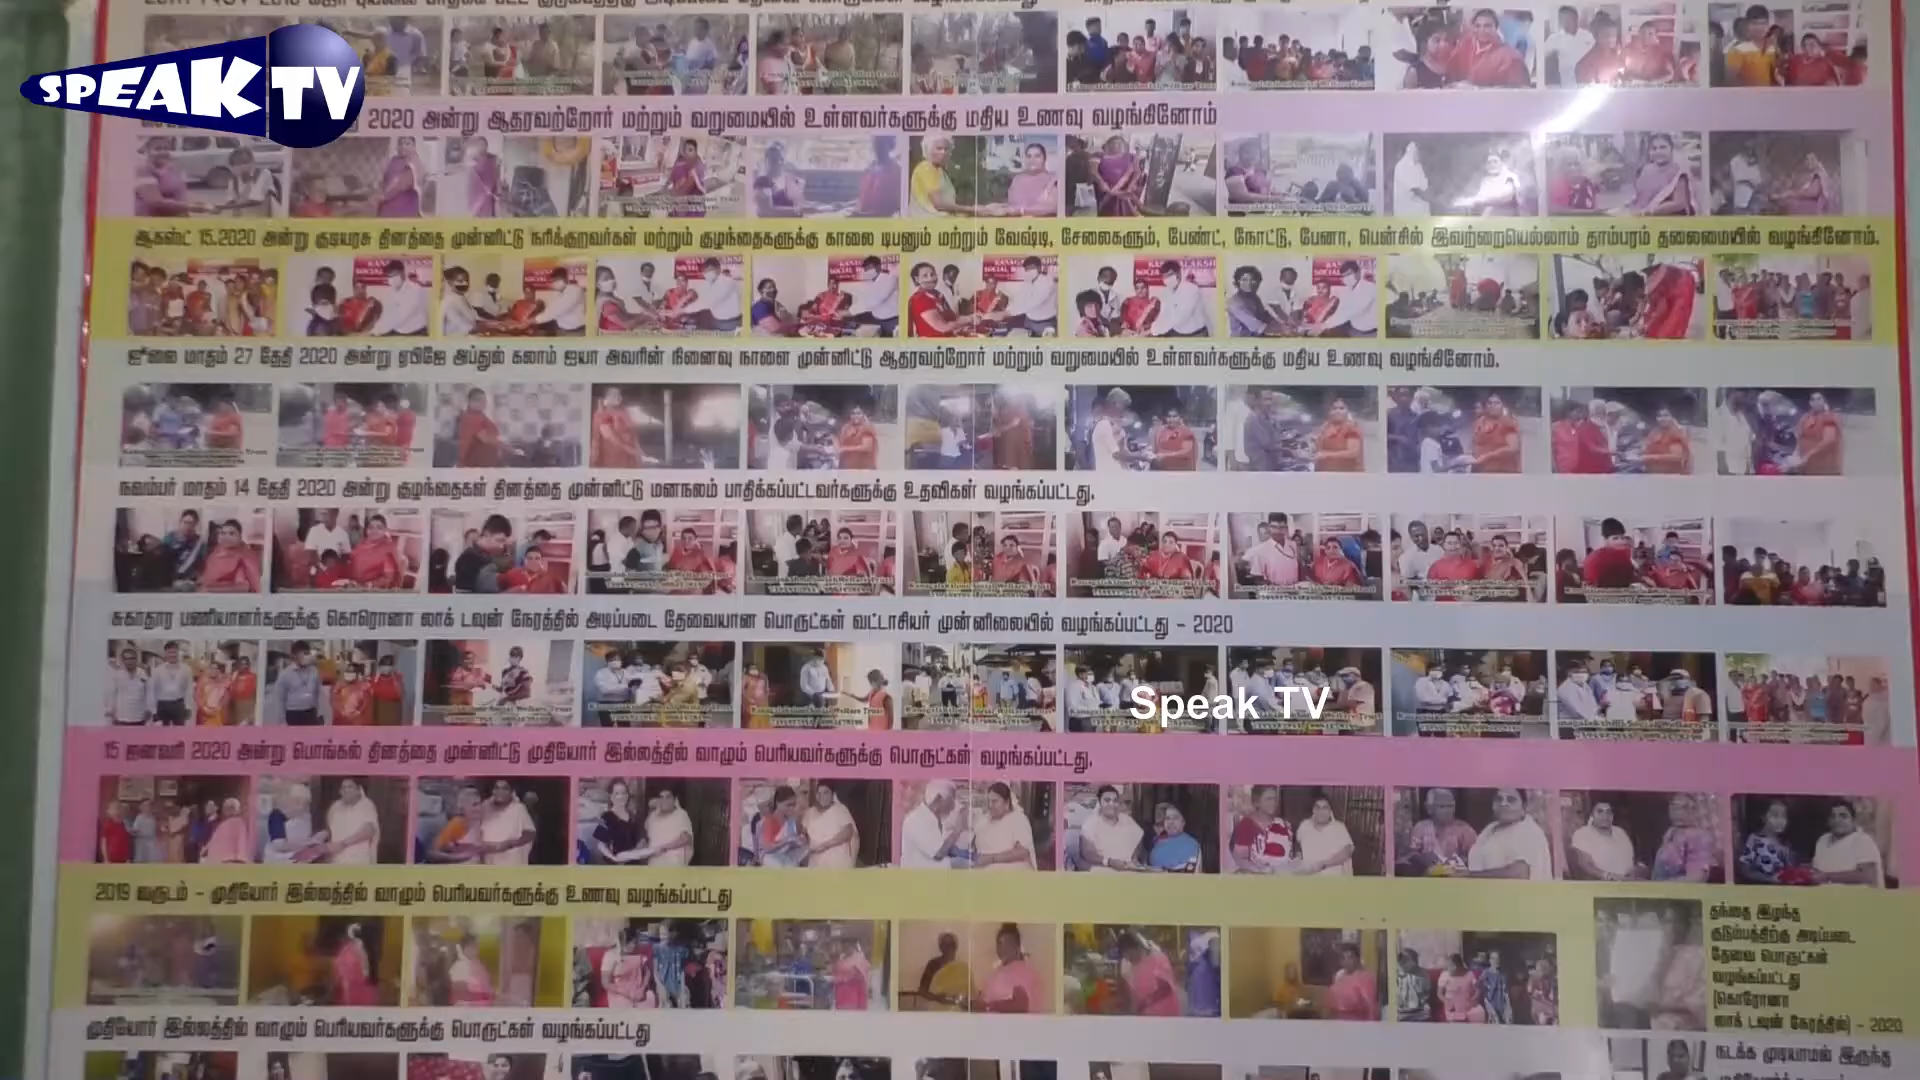 SPEAK TV
2020 அன்று ஆதரவற்றோர் மற்றும் வறுமையில் உள்ளவர்களுக்கு மதிய உணவு வழங்கினோம்
ஆகஸ்ட் 15.2020 அன்று குடியரசு தினத்தை முன்னிட்டு நரிக்குறவர்கள் மற்றும் குழந்தைகளுக்கு காலை டிபனும் மற்றும் வேஷ்டி, சேலைகளும், பேண்ட், நோட்டு, பேனா, பென்சில் இவற்றையெல்லாம் தாம்பரம் தலைமையில் வழங்கினோம்.
ஜூலை மாதம் 27 தேதி 2020 அன்று ஏபிஜே அப்துல் கலாம் ஐயா அவரின் நினைவு நாளை முன்னிட்டு ஆதரவற்றோர் மற்றும் வறுமையில் உள்ளவர்களுக்கு மதிய உணவு வழங்கினோம்.
நவம்பர் மாதம் 14 தேதி 2020 அன்று குழந்தைகள் தினத்தை முன்னிட்டு மனநலம் பாதிக்கப்பட்டவர்களுக்கு உதவிகள் வழங்கப்பட்டது.
சுகாதார பணியாளர்களுக்கு கொரொனா லாக் டவுன் நேரத்தில் அடிப்படை தேவையான பொருட்கள் வட்டாசியர் முன்னிலையில் வழங்கப்பட்டது - 2020
Speak TV
15 ஜனவரி 2020 அன்று பொங்கல் தினத்தை முன்னிட்டு முதியோர் இல்லத்தில் வாழும் பெரியவர்களுக்கு பொருட்கள் வழங்கப்பட்டது.
2019 வருடம் - முதியோர் இல்லத்தில் வாழும் பெரியவர்களுக்கு உணவு வழங்கப்பட்டது
தந்தை இழந்த
குடும்பத்திற்கு அடிப்படை
தேவை பொருட்கள்
வழங்கப்பட்டது
(கொரோனா
லாக் டவுன் நேரத்தில்) - 2020
முதியோர் இல்லத்தில் வாழும் பெரியவர்களுக்கு பொருட்கள் வழங்கப்பட்டது
நடக்க முடியாமல் இருந்த